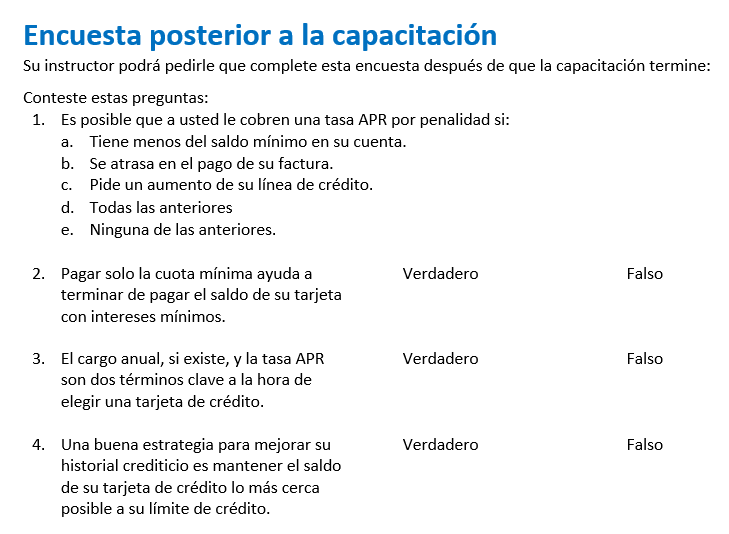 Encuesta posterior a la capacitación
Su instructor podrá pedirle que complete esta encuesta después de que la capacitación termine:
Conteste estas preguntas:
1. Es posible que a usted le cobren una tasa APR por penalidad si:
a. Tiene menos del saldo mínimo en su cuenta.
b. Se atrasa en el pago de su factura.
c. Pide un aumento de su línea de crédito.
d. Todas las anteriores
e. Ninguna de las anteriores.
2. Pagar solo la cuota mínima ayuda a Verdadero Falso
terminar de pagar el saldo de su tarjeta
con intereses mínimos.
3. El cargo anual, si existe, y la tasa APR Verdadero Falso
son dos términos clave a la hora de
elegir una tarjeta de crédito.
4. Una buena estrategia para mejorar su Verdadero Falso
historial crediticio es mantener el saldo
de su tarjeta de crédito lo más cerca
posible a su límite de crédito.